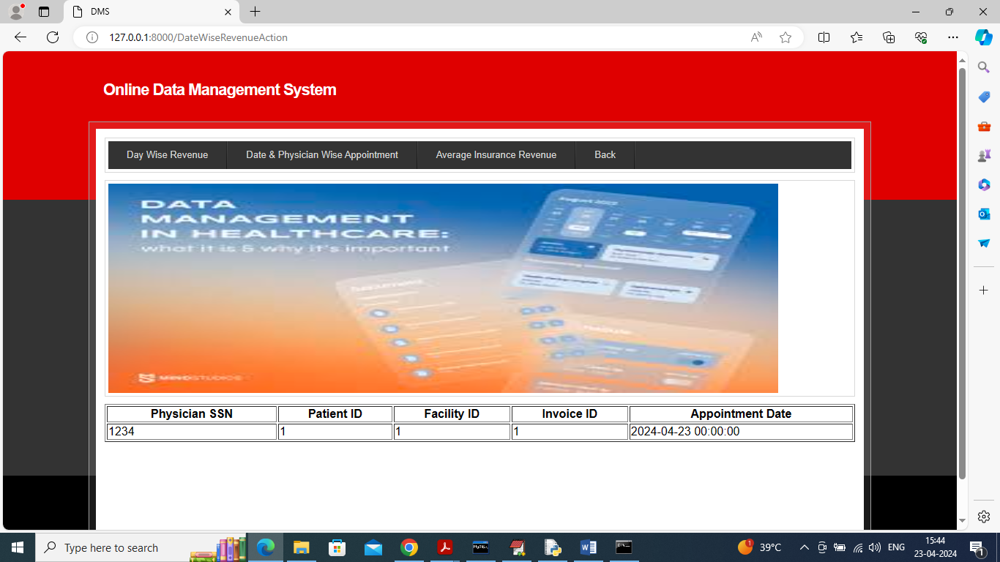 DMS
127.0.0.1:8000/DateWiseRevenueAction
Online Data Management System
Day Wise Revenue Date & Physician Wise Appointment Average Insurance Revenue Back
DATA
MANAGEMENT
IN HEALTHCARE:
what it is & why it's important
August 2022
MINDSTUDIOS
Physician SSN Patient ID Facility ID Invoice ID Appointment Date
1234 1 1 1 2024-04-23 00:00:00
Type here to search
39°C
ENG
15:44
23-04-2024